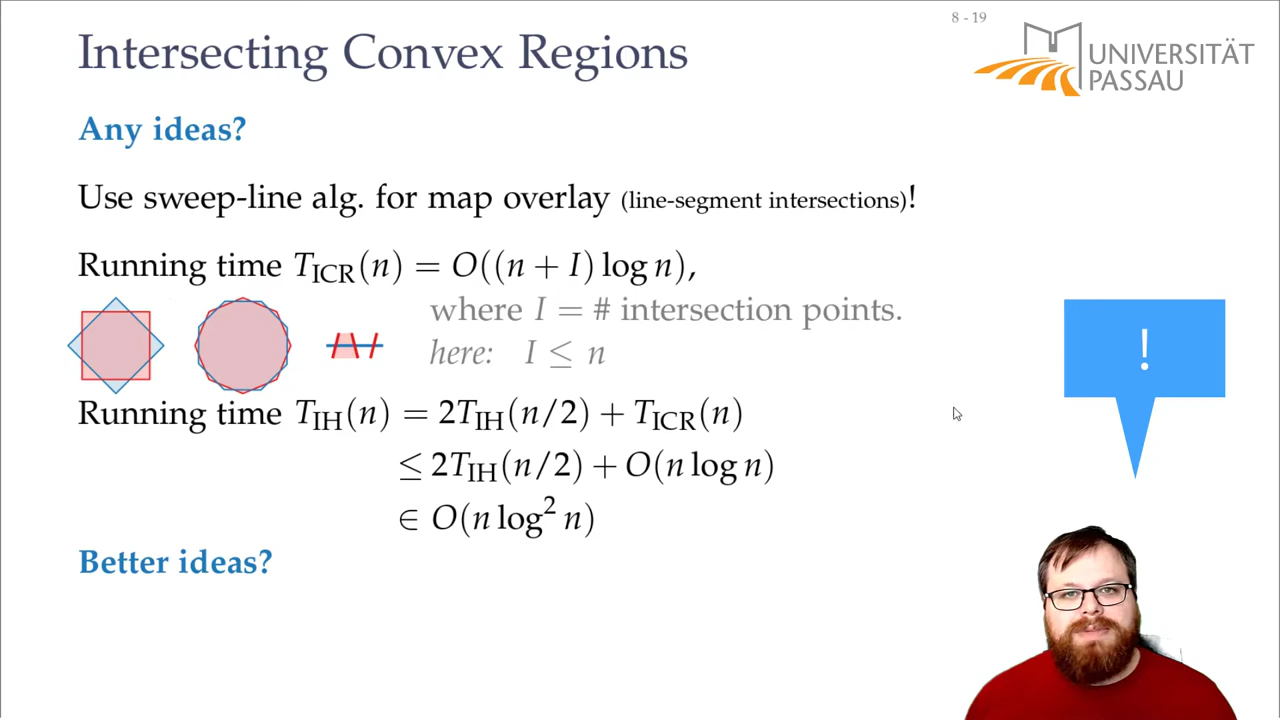 8 - 19
Intersecting Convex Regions
UNIVERSITÄT
PASSAU
Any ideas?
Use sweep-line alg. for map overlay (line-segment intersections)!
Running time T_ICR(n) = O((n + I) log n),
where I = # intersection points.
here: I ≤ n
!
Running time T_IH(n) = 2T_IH(n/2) + T_ICR(n)
≤ 2T_IH(n/2) + O(n log n)
∈ O(n log² n)
Better ideas?